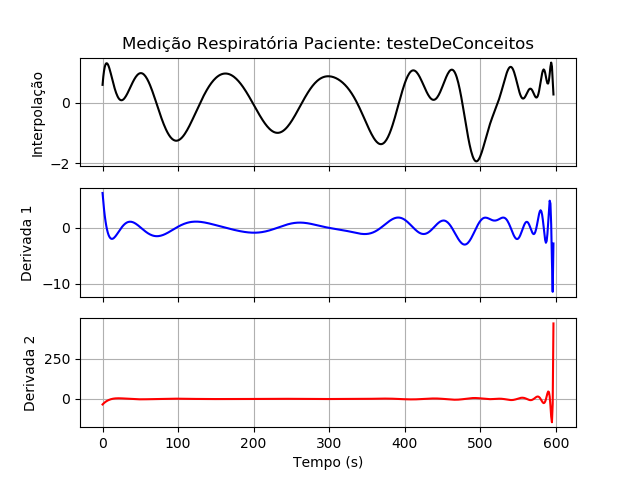 Medição Respiratória Paciente: testeDeConceitos
Interpolação
0
−2
Derivada 1
0
−10
Derivada 2
250
0
0 100 200 300 400 500 600
Tempo (s)